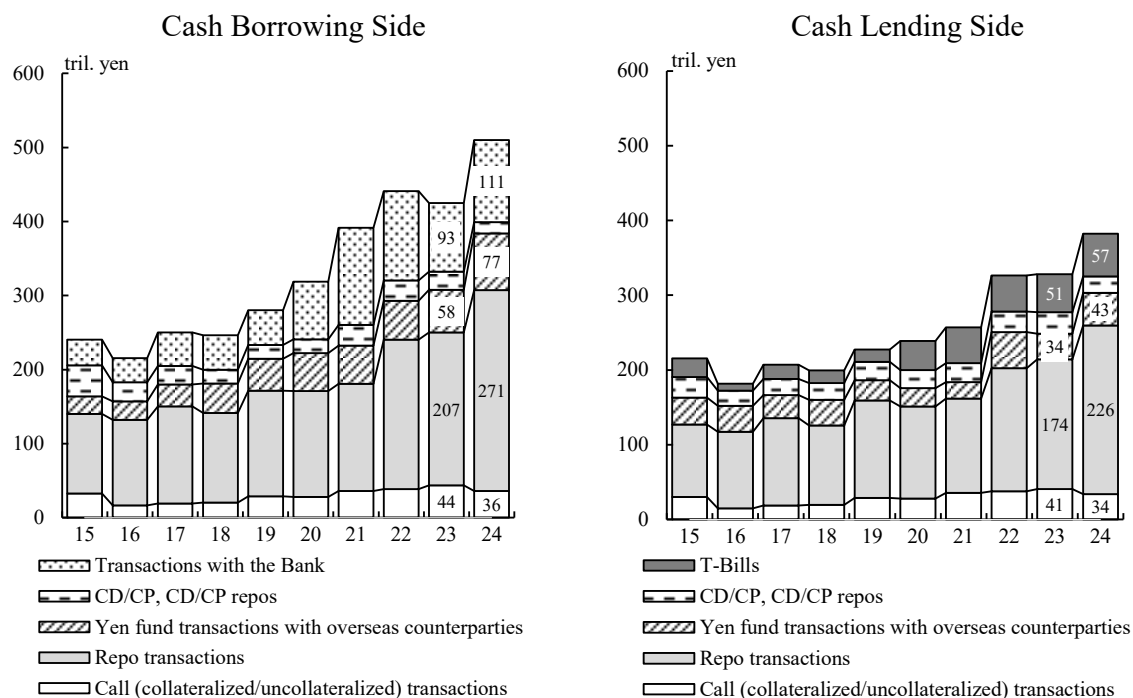 Cash Borrowing Side
tril. yen
600
500
400
300
200
100
0
111
93
77
58
207
271
44
36
15 16 17 18 19 20 21 22 23 24
Transactions with the Bank
CD/CP, CD/CP repos
Yen fund transactions with overseas counterparties
Repo transactions
Call (collateralized/uncollateralized) transactions
Cash Lending Side
tril. yen
600
500
400
300
200
100
0
57
51
43
34
174
226
41
34
15 16 17 18 19 20 21 22 23 24
T-Bills
CD/CP, CD/CP repos
Yen fund transactions with overseas counterparties
Repo transactions
Call (collateralized/uncollateralized) transactions